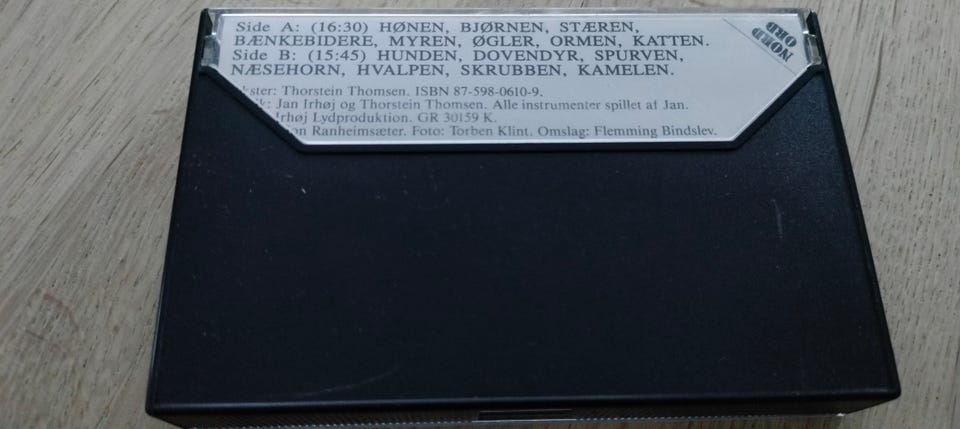 Side A: (16:30) HØNEN, BJØRNEN, STÆREN,
BÆNKEBIDERE, MYREN, ØGLER, ORMEN, KATTEN.
Side B: (15:45) HUNDEN, DOVENDYR, SPURVEN,
NÆSEHORN, HVALPEN, SKRUBBEN, KAMELEN.
NORD
ORD
kster: Thorstein Thomsen. ISBN 87-598-0610-9.
k: Jan Irhøj og Thorstein Thomsen. Alle instrumenter spillet af Jan.
Irhøj Lydproduktion. GR 30159 K.
on Ranheimsæter. Foto: Torben Klint. Omslag: Flemming Bindslev.